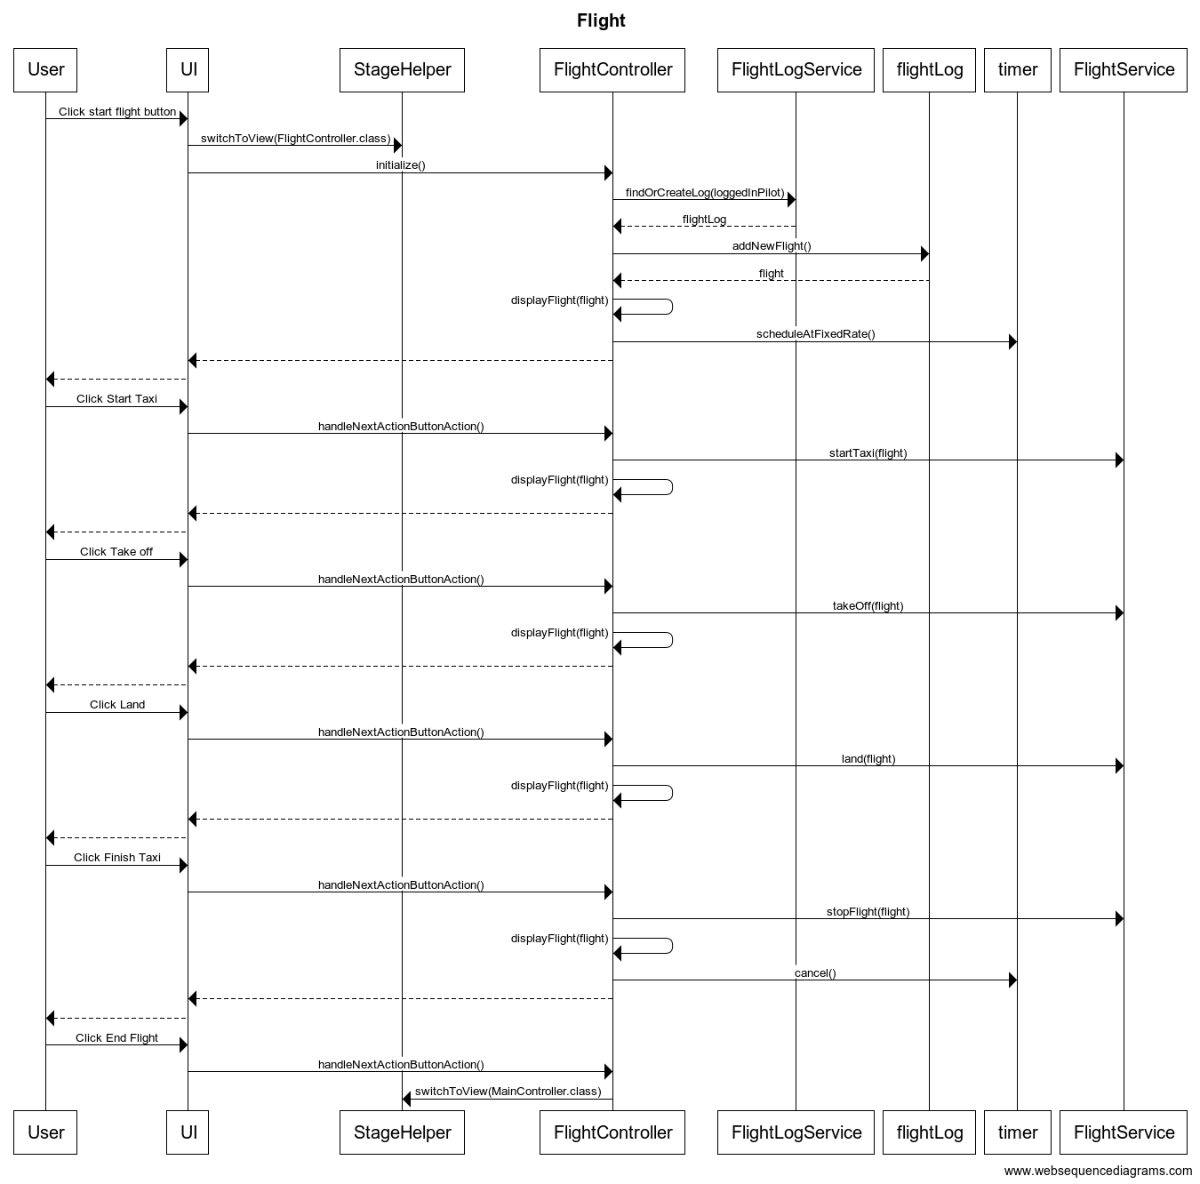 Flight
User UI StageHelper FlightController FlightLogService flightLog timer FlightService
Click start flight button
switchToView(FlightController.class)
initialize()
findOrCreateLog(loggedInPilot)
flightLog
addNewFlight()
flight
displayFlight(flight)
scheduleAtFixedRate()
Click Start Taxi
handleNextActionButtonAction()
startTaxi(flight)
displayFlight(flight)
Click Take off
handleNextActionButtonAction()
takeOff(flight)
displayFlight(flight)
Click Land
handleNextActionButtonAction()
land(flight)
displayFlight(flight)
Click Finish Taxi
handleNextActionButtonAction()
stopFlight(flight)
displayFlight(flight)
cancel()
Click End Flight
handleNextActionButtonAction()
switchToView(MainController.class)
User UI StageHelper FlightController FlightLogService flightLog timer FlightService
www.websequencediagrams.com